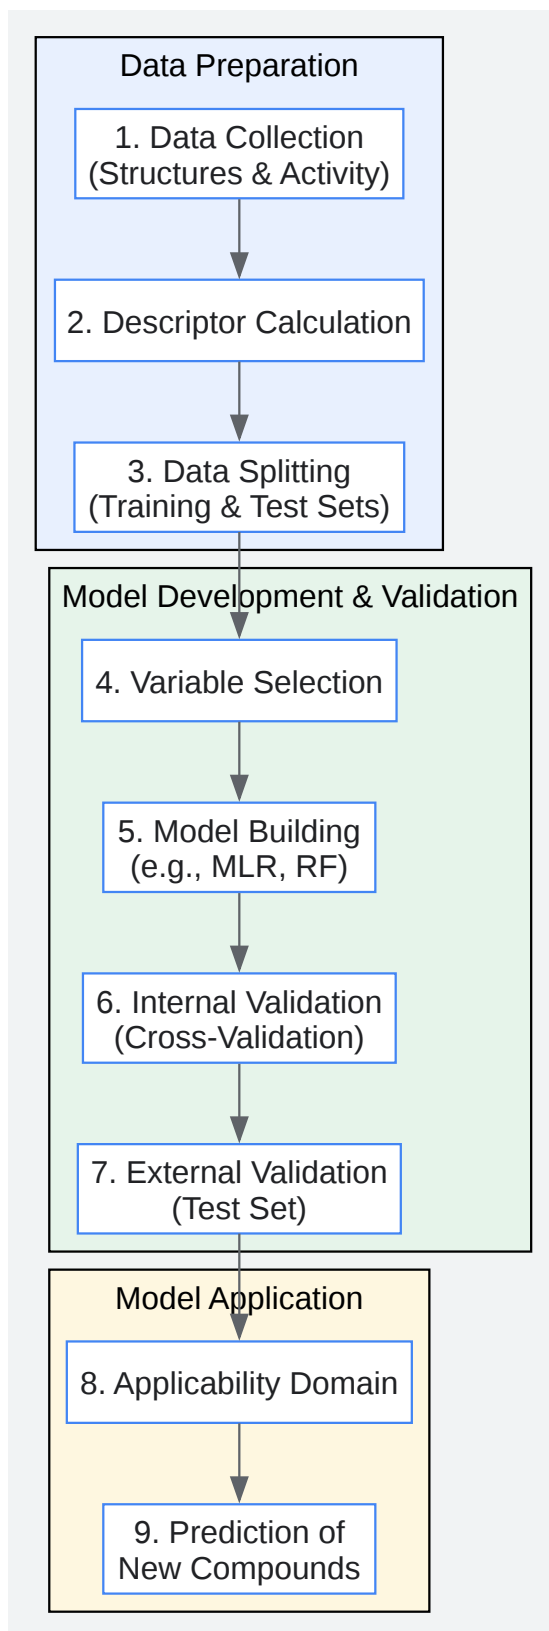 Data Preparation
1. Data Collection
(Structures & Activity)
2. Descriptor Calculation
3. Data Splitting
(Training & Test Sets)
Model Development & Validation
4. Variable Selection
5. Model Building
(e.g., MLR, RF)
6. Internal Validation
(Cross-Validation)
7. External Validation
(Test Set)
Model Application
8. Applicability Domain
9. Prediction of
New Compounds